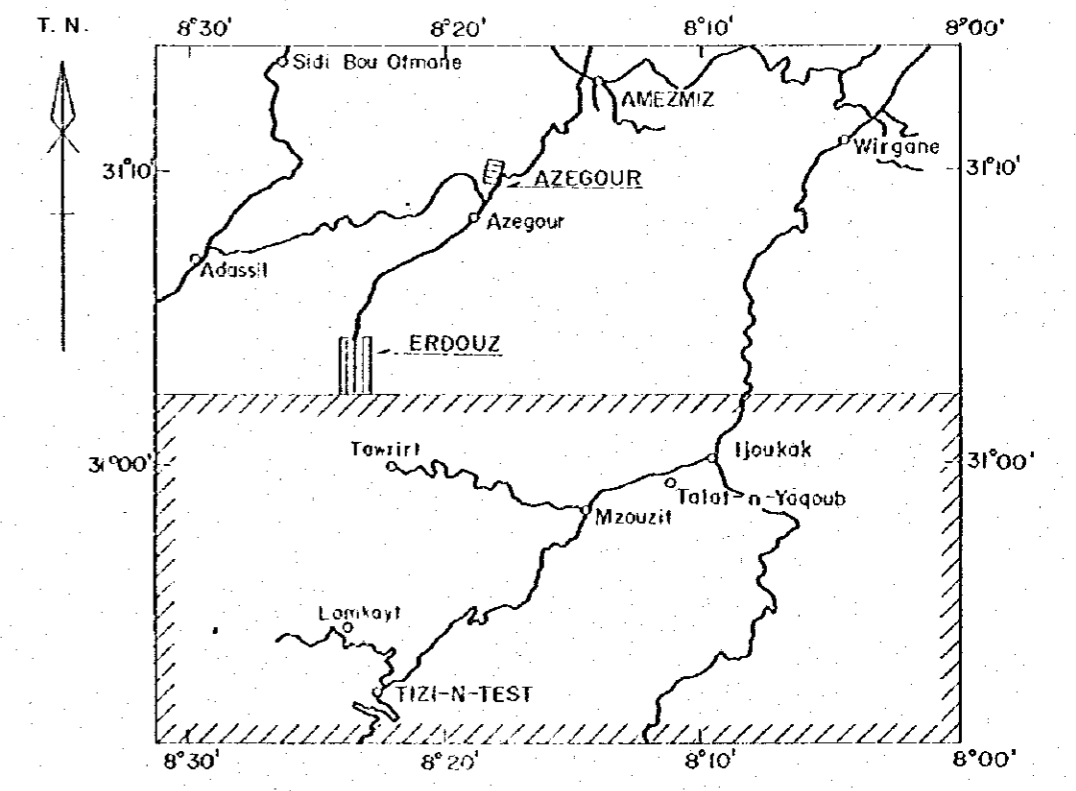 T. N.
8°30' 8°20' 8°10' 8°00'
Sidi Bou Otmane
AMEZMIZ
Wirgane
31°10' 31°10'
AZEGOUR
Azegour
Adassil
ERDOUZ
Tawrirt
Ijoukak
31°00' 31°00'
Talat-n-Yaqoub
Mzouzit
Lamkayt
TIZI-N-TEST
8°30' 8°20' 8°10' 8°00'